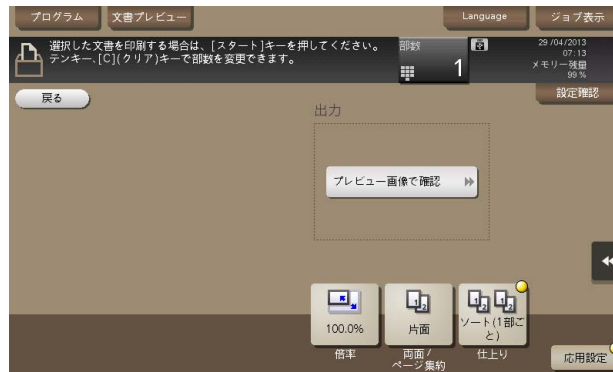 プログラム
文書プレビュー
Language
ジョブ表示
選択した文書を印刷する場合は、[スタート]キーを押してください。
テンキー、[C](クリア)キーで部数を変更できます。
部数
1
29 /04/2013
07:13
メモリー残量
99 %
戻る
設定確認
出力
プレビュー画像で確認
100.0%
片面
ソート(1部ご
と)
倍率
両面 /
ページ集約
仕上り
応用設定